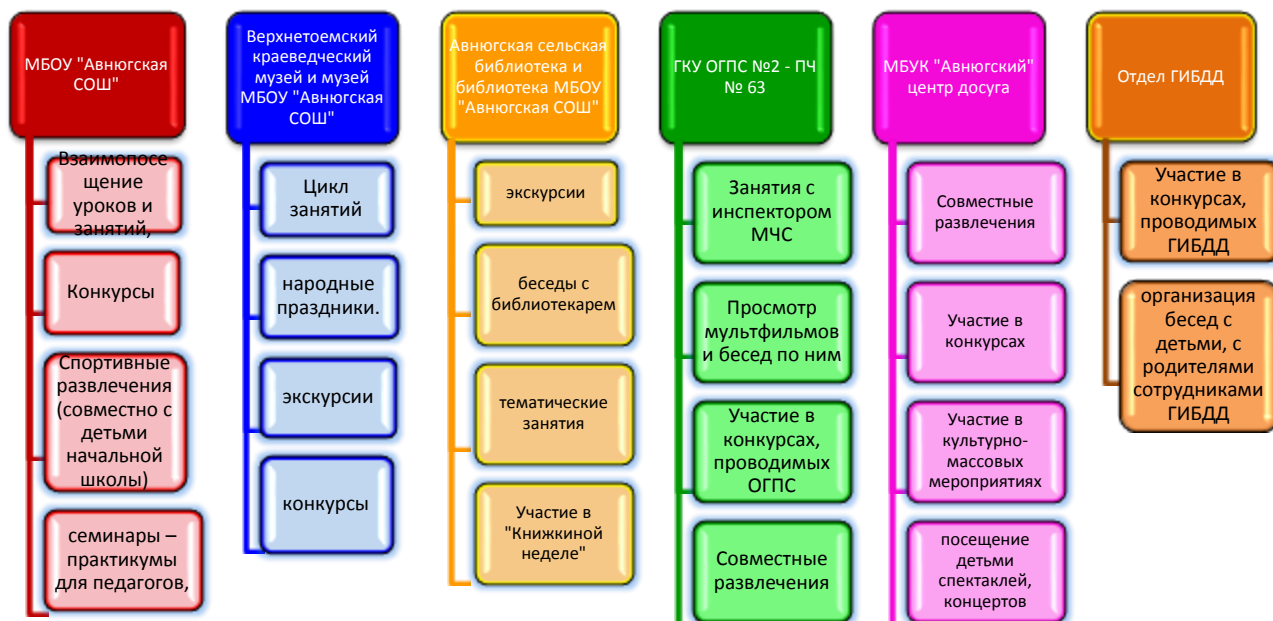 МБОУ "Авнюгская
СОШ"
Взаимопосе
щение
уроков и
занятий,
Конкурсы
Спортивные
развлечения
(совместно с
детьми
начальной
школы)
семинары –
практикумы
для педагогов,
Верхнетоемский
краеведческий
музей и музей
МБОУ "Авнюгская
СОШ"
Цикл
занятий
народные
праздники.
экскурсии
конкурсы
Авнюгская сельская
библиотека и
библиотека МБОУ
"Авнюгская СОШ"
экскурсии
беседы с
библиотекарем
тематические
занятия
Участие в
"Книжкиной
неделе"
ГКУ ОГПС №2 - ПЧ
№ 63
Занятия с
инспектором
МЧС
Просмотр
мультфильмов
и бесед по ним
Участие в
конкурсах,
проводимых
ОГПС
Совместные
развлечения
МБУК "Авнюгский"
центр досуга
Совместные
развлечения
Участие в
конкурсах
Участие в
культурно-
массовых
мероприятиях
посещение
детьми
спектаклей,
концертов
Отдел ГИБДД
Участие в
конкурсах,
проводимых
ГИБДД
организация
бесед с
детьми, с
родителями
сотрудниками
ГИБДД